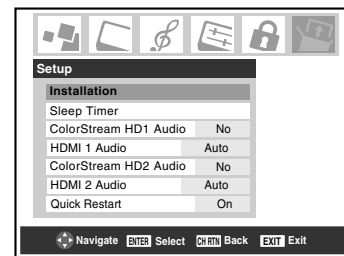 Setup
Installation
Sleep Timer
ColorStream HD1 Audio No
HDMI 1 Audio Auto
ColorStream HD2 Audio No
HDMI 2 Audio Auto
Quick Restart On
Navigate ENTER Select CH RTN Back EXIT Exit